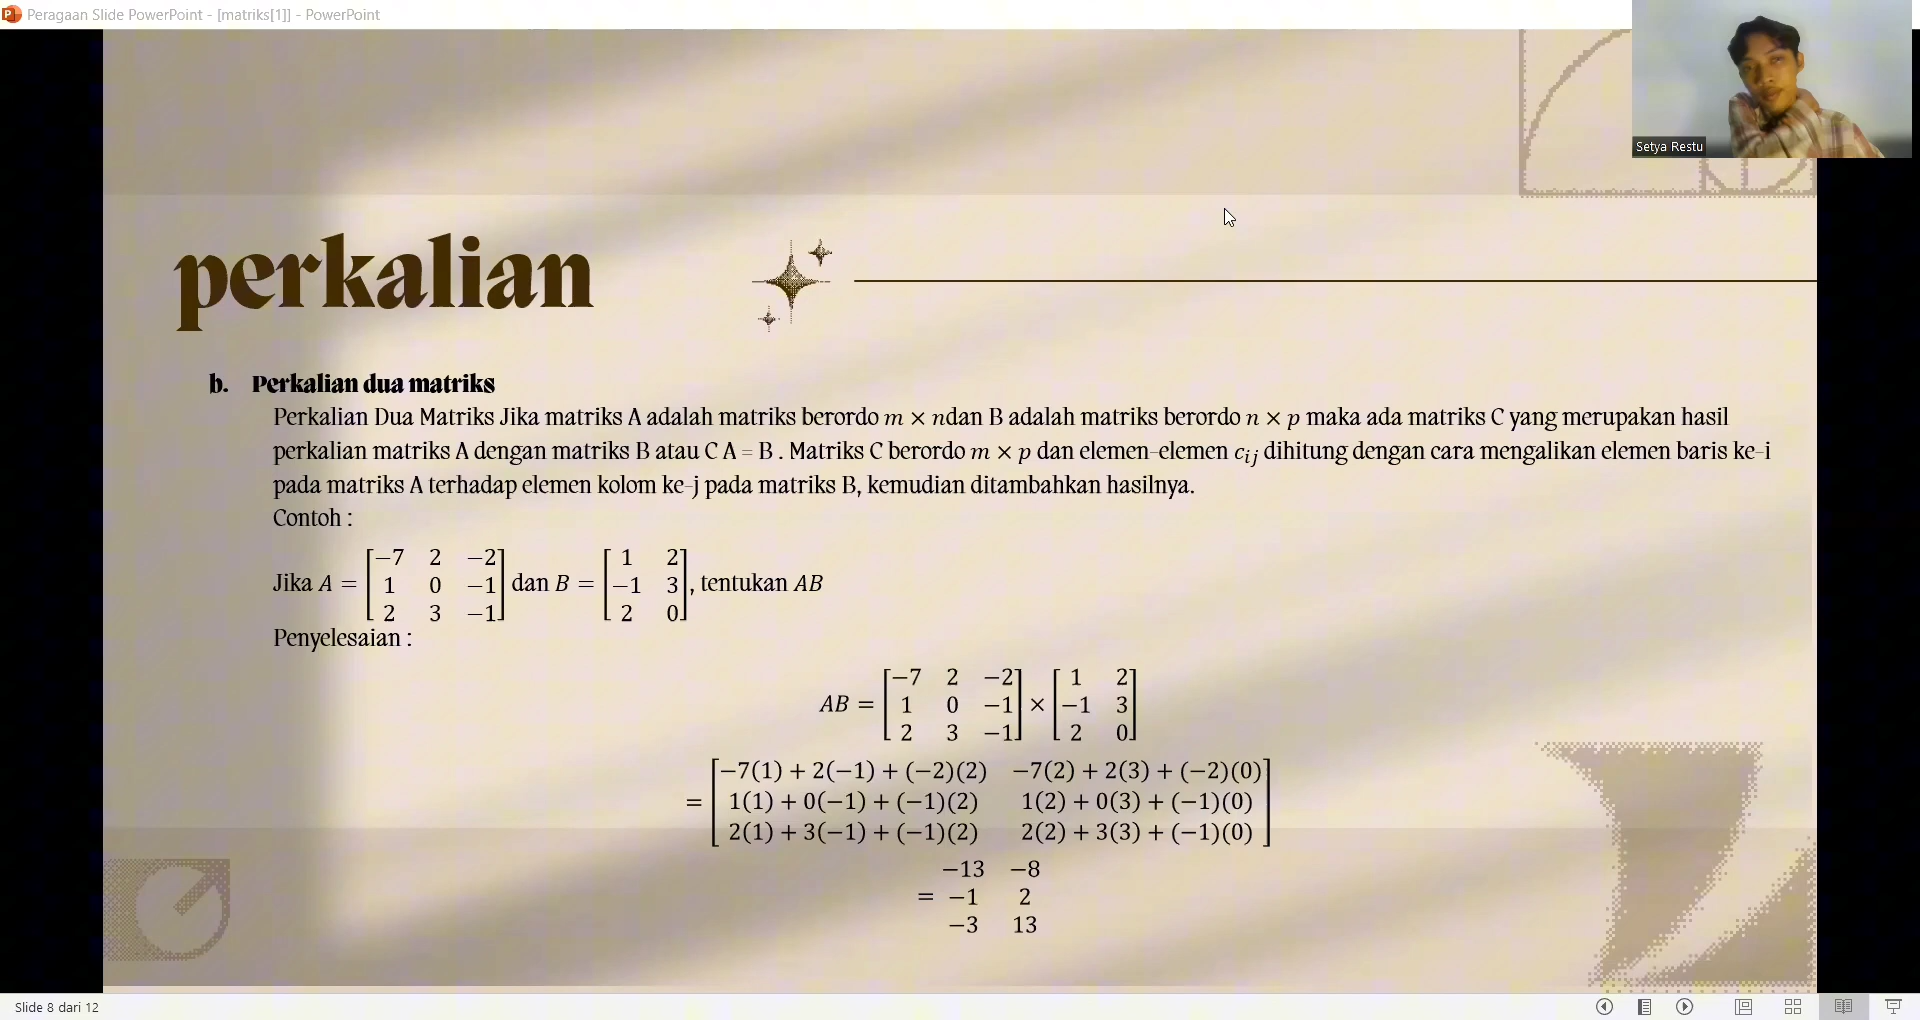 Peragaan Slide PowerPoint - [matriks[1]] - PowerPoint
Setya Restu
perkalian
b. Perkalian dua matriks
Perkalian Dua Matriks Jika matriks A adalah matriks berordo m × ndan B adalah matriks berordo n × p maka ada matriks C yang merupakan hasil
perkalian matriks A dengan matriks B atau C A = B . Matriks C berordo m × p dan elemen-elemen c_ij dihitung dengan cara mengalikan elemen baris ke-i
pada matriks A terhadap elemen kolom ke-j pada matriks B, kemudian ditambahkan hasilnya.
Contoh :
Jika A = [−7 2 −2; 1 0 −1; 2 3 −1] dan B = [1 2; −1 3; 2 0], tentukan AB
Penyelesaian :
AB = [−7 2 −2; 1 0 −1; 2 3 −1] × [1 2; −1 3; 2 0]
= [−7(1) + 2(−1) + (−2)(2) −7(2) + 2(3) + (−2)(0)
1(1) + 0(−1) + (−1)(2) 1(2) + 0(3) + (−1)(0)
2(1) + 3(−1) + (−1)(2) 2(2) + 3(3) + (−1)(0)]
−13 −8
= −1 2
−3 13
Slide 8 dari 12